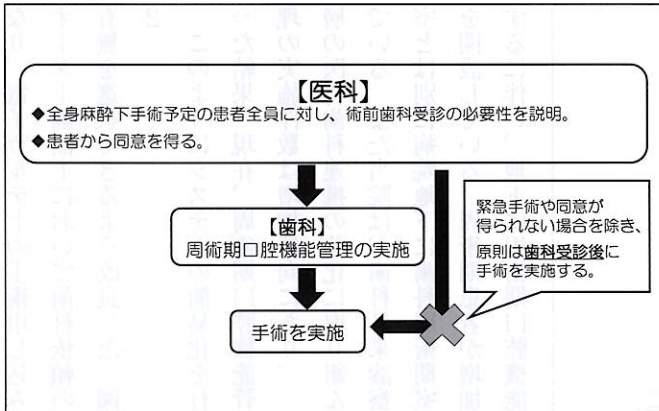 【医科】
◆全身麻酔下手術予定の患者全員に対し、術前歯科受診の必要性を説明。
◆患者から同意を得る。
【歯科】
周術期口腔機能管理の実施
緊急手術や同意が
得られない場合を除き、
原則は歯科受診後に
手術を実施する。
手術を実施